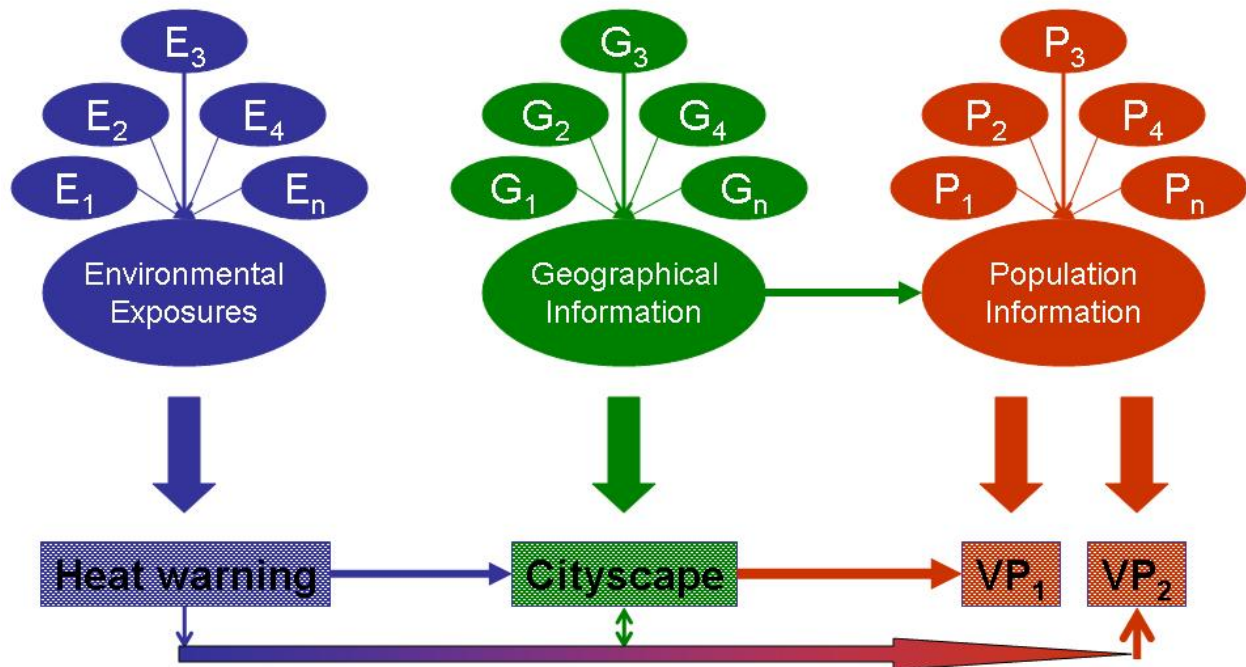 E₃ G₃ P₃
E₂ E₄ G₂ G₄ P₂ P₄
E₁ Eₙ G₁ Gₙ P₁ Pₙ
Environmental Geographical Population
Exposures Information Information
Heat warning Cityscape VP₁ VP₂